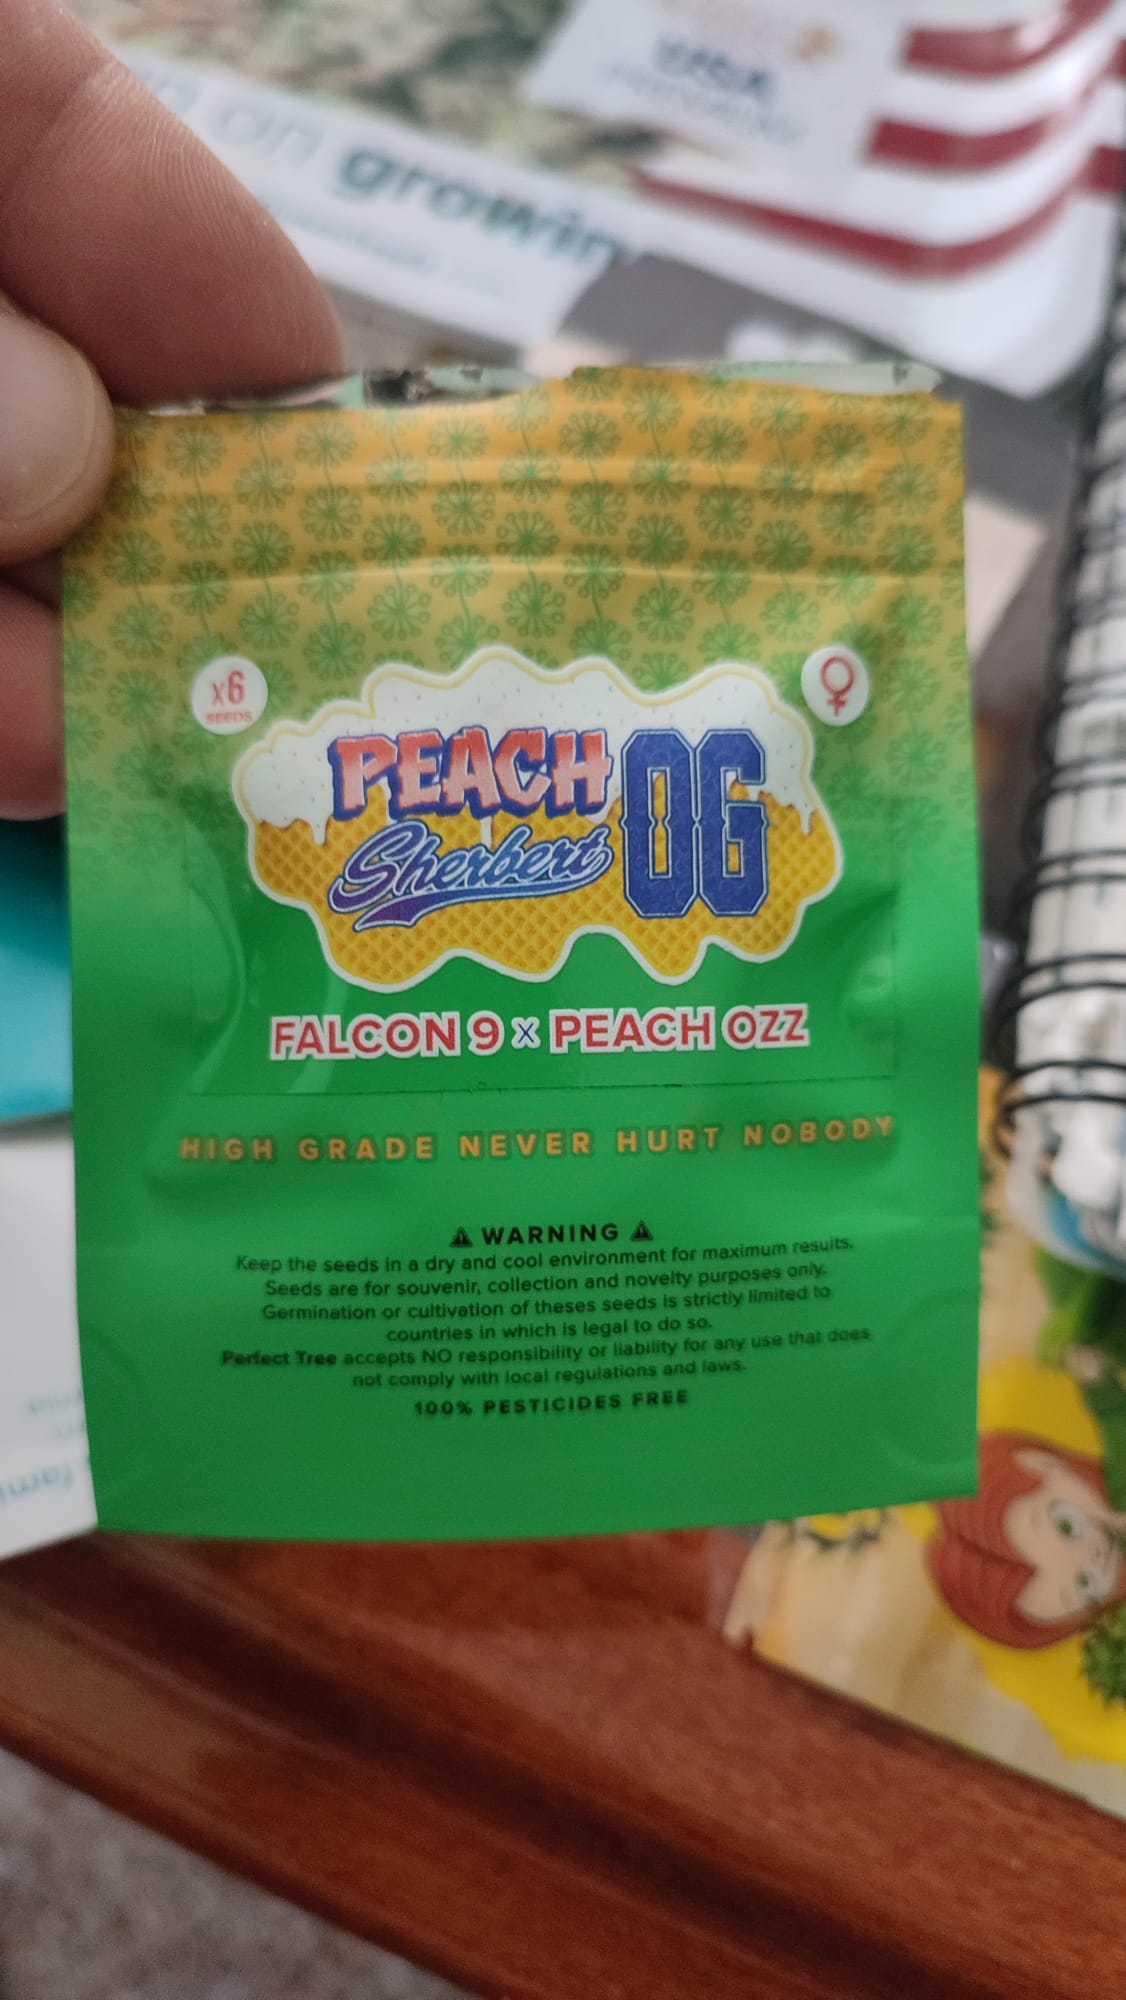 on growin
USA
x6
SEEDS
PEACH OG
Sherbert
FALCON 9 x PEACH OZZ
HIGH GRADE NEVER HURT NOBODY
⚠ WARNING ⚠
Keep the seeds in a dry and cool environment for maximum results.
Seeds are for souvenir, collection and novelty purposes only.
Germination or cultivation of theses seeds is strictly limited to
countries in which is legal to do so.
Perfect Tree accepts NO responsibility or liability for any use that does
not comply with local regulations and laws.
100% PESTICIDES FREE